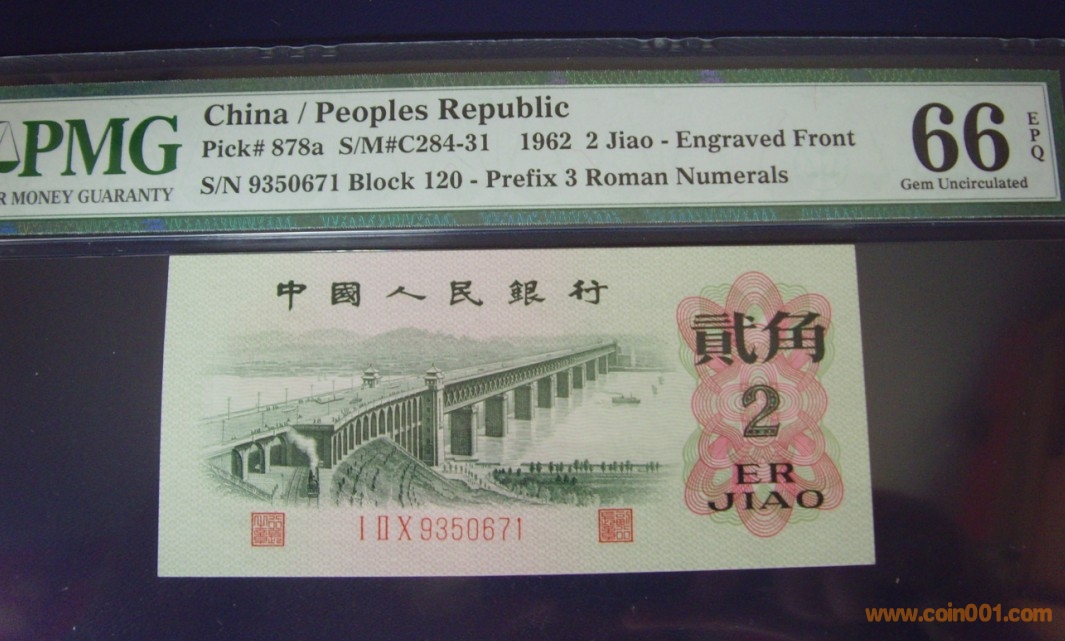 PMG
R MONEY GUARANTY
China / Peoples Republic
Pick# 878a S/M#C284-31 1962 2 Jiao - Engraved Front
S/N 9350671 Block 120 - Prefix 3 Roman Numerals
66
EPQ
Gem Uncirculated
中國人民銀行
貳角
2
ER
JIAO
I II X 9350671
www.coin001.com